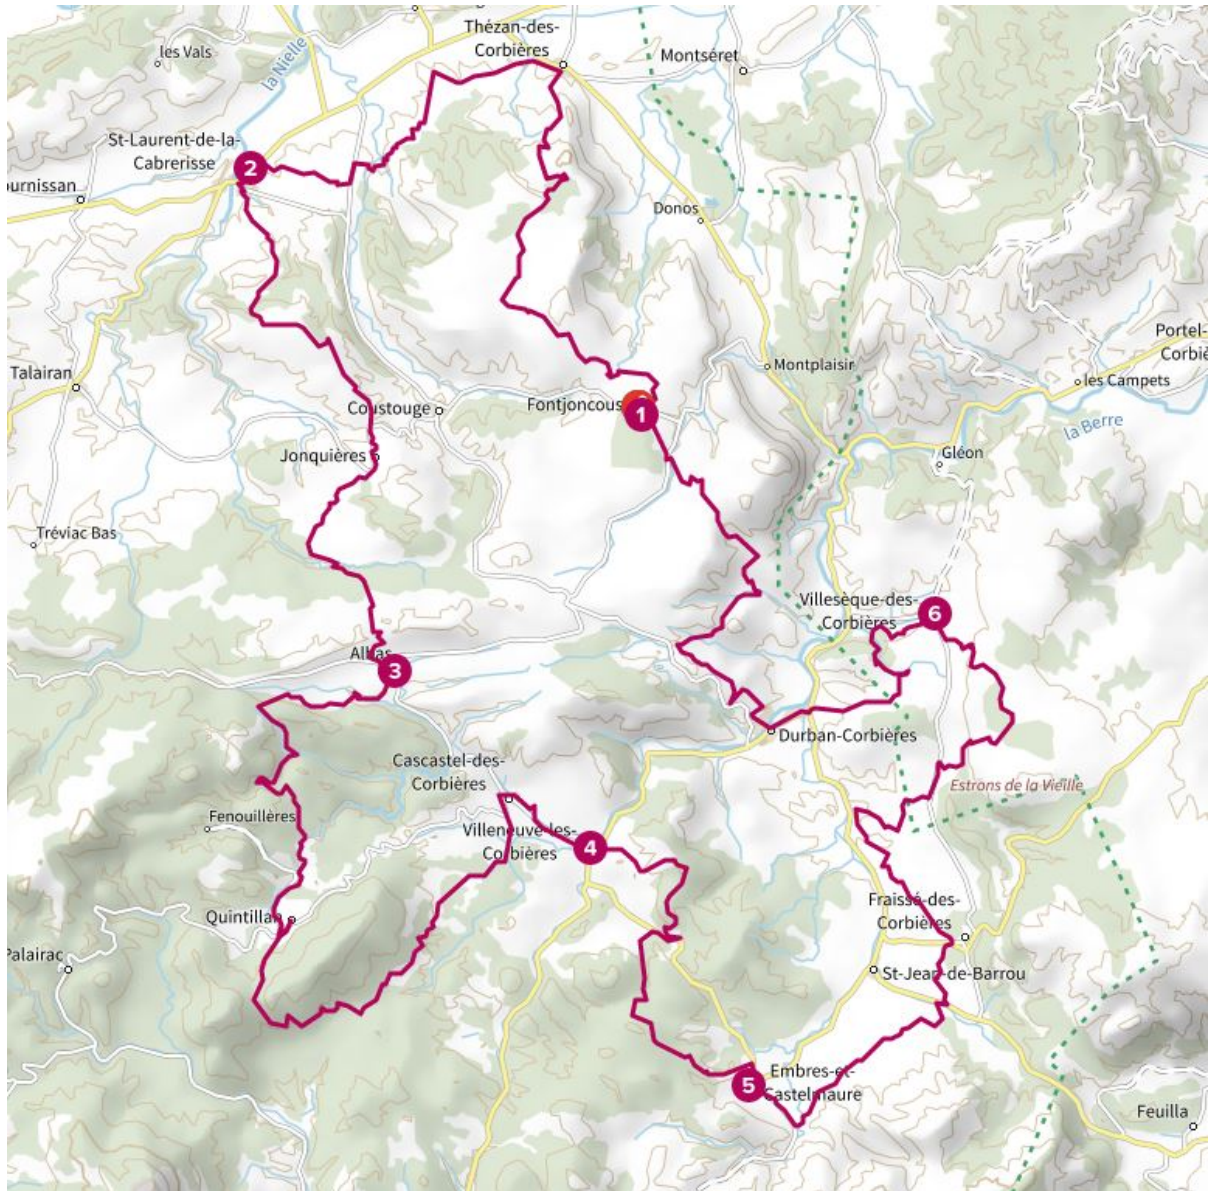 Thézan-des-
Corbières
les Vals
la Nielle
Montséret
St-Laurent-de-la-
Cabrerisse
2
ournissan
Donos
Talairan
Montplaisir
Portel-
Corbiè
les Campets
Coustouge
Fontjoncous
1
la Berre
Jonquières
Gléon
Tréviac Bas
Villesèque-des-
Corbières
6
Albas
3
Durban-Corbières
Cascastel-des-
Corbières
Estrons de la Vieille
Fenouillères
Villeneuve-les-
Corbières
4
Fraissé-des-
Corbières
Quintillan
Palairac
St-Jean-de-Barrou
Embres-et-
Castelmaure
5
Feuilla